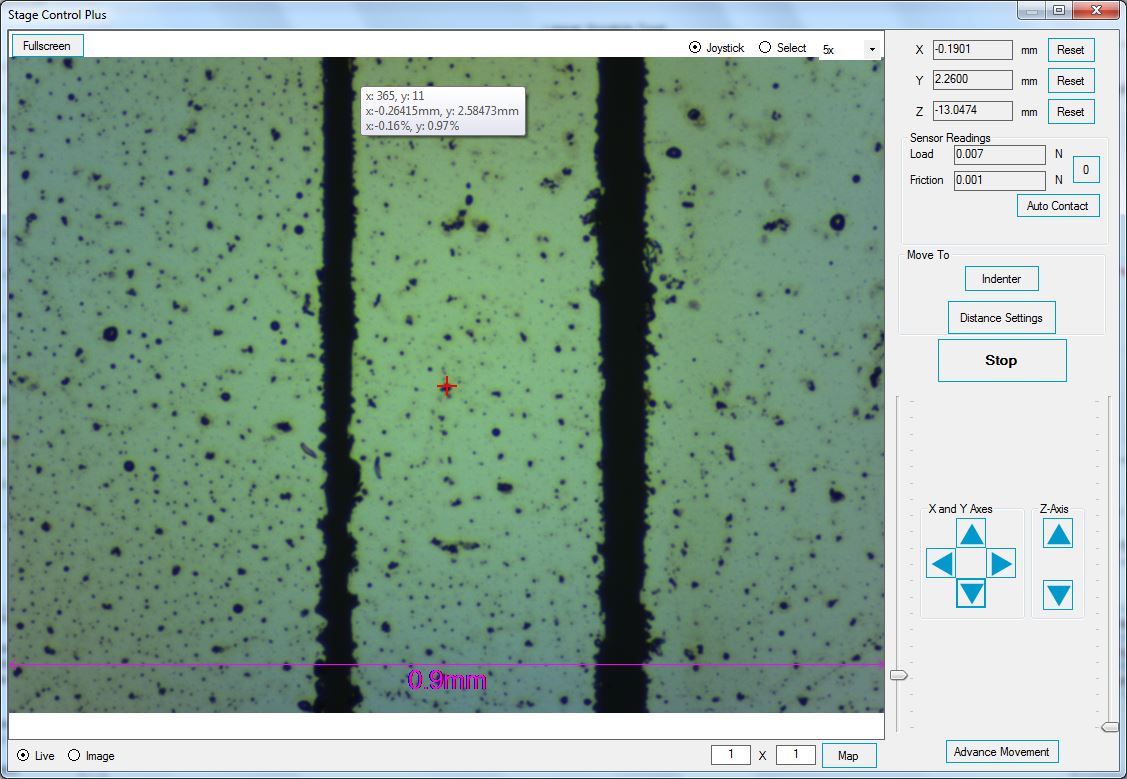 Stage Control Plus
Fullscreen
Joystick Select 5x
x: 365, y: 11
x:-0.26415mm, y: 2.58473mm
x:-0.16%, y: 0.97%
0.9mm
Live Image
1 X 1 Map
X -0.1901 mm Reset
Y 2.2600 mm Reset
Z -13.0474 mm Reset
Sensor Readings
Load 0.007 N
0
Friction 0.001 N
Auto Contact
Move To
Indenter
Distance Settings
Stop
X and Y Axes Z-Axis
Advance Movement